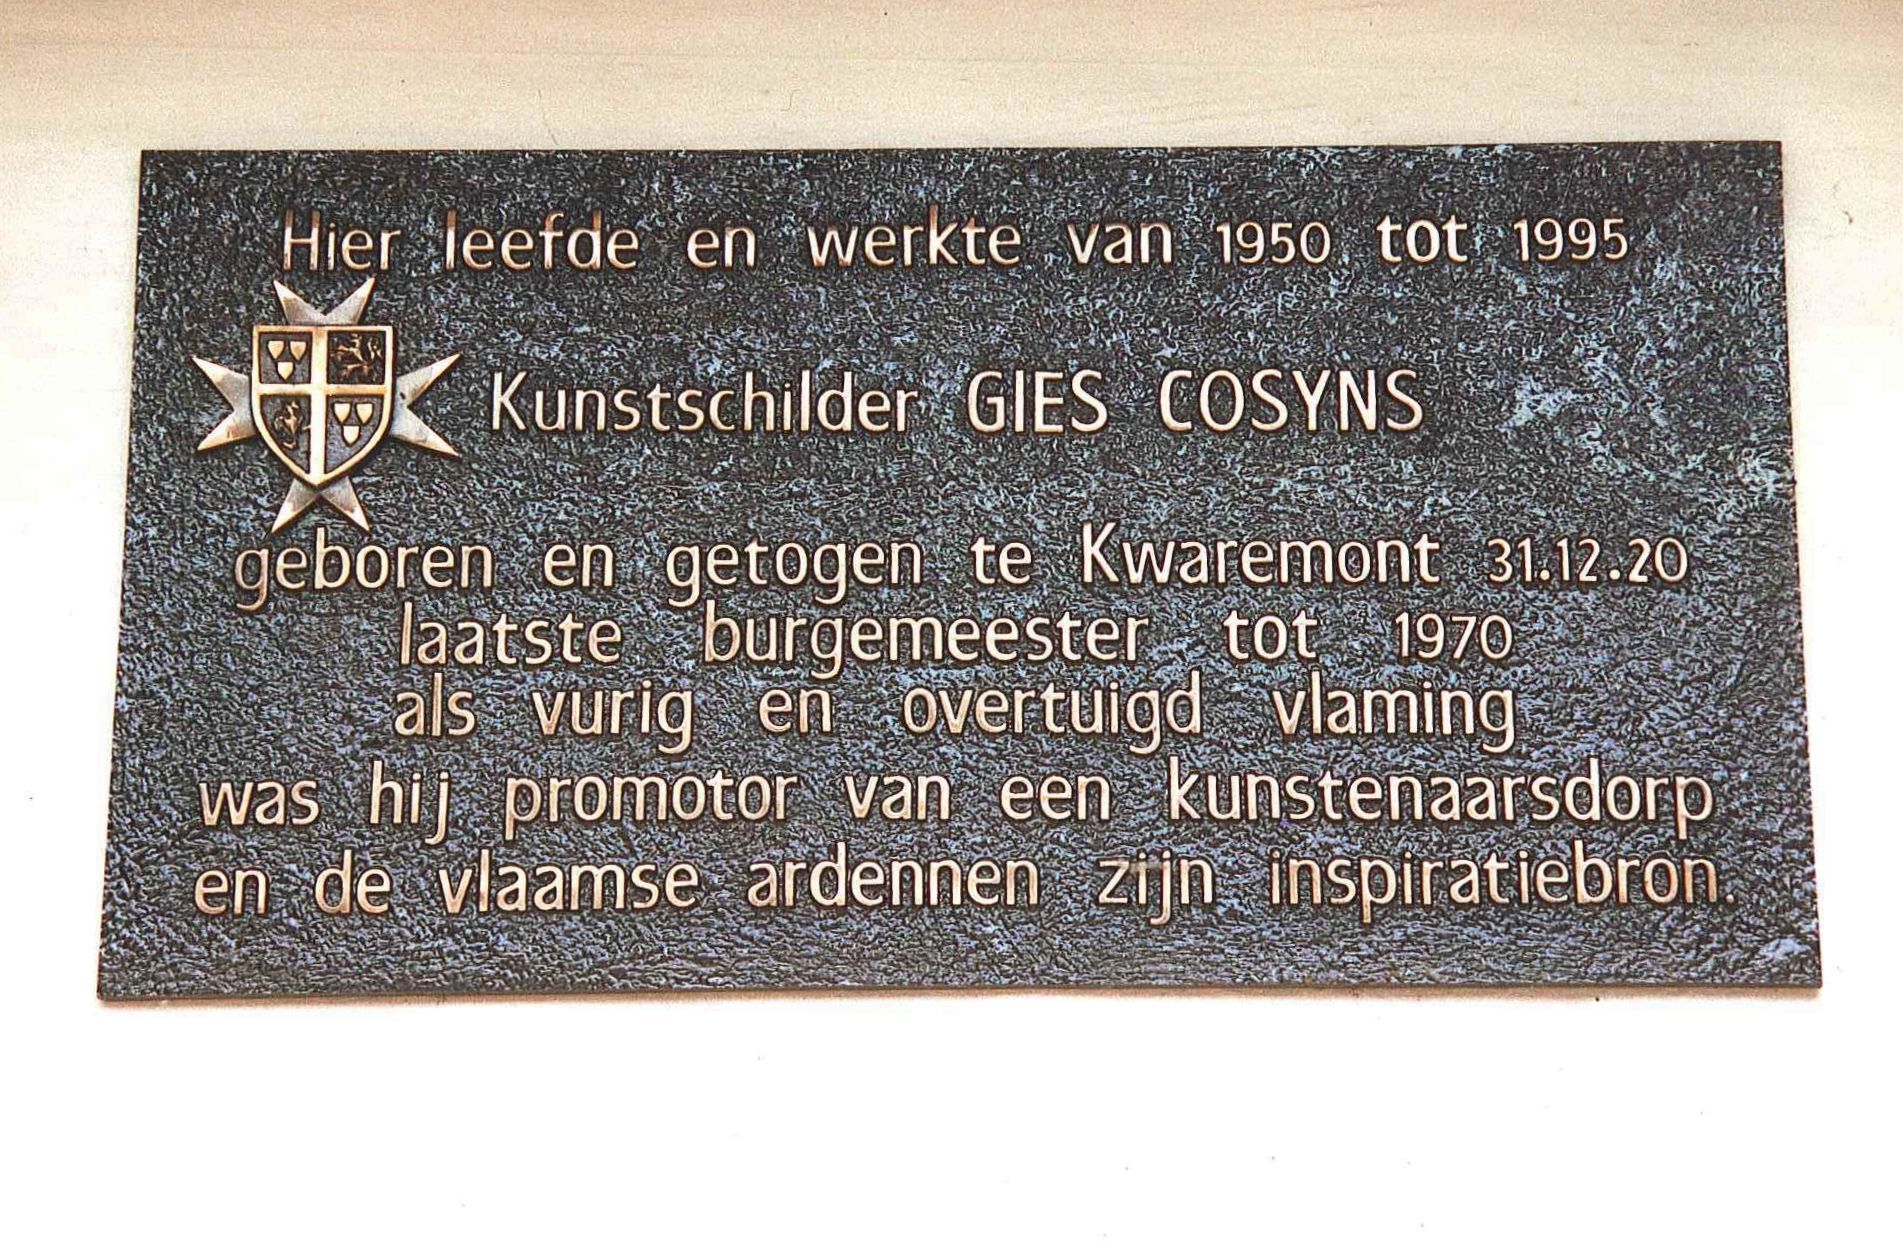 Hier leefde en werkte van 1950 tot 1995
Kunstschilder GIES COSYNS
geboren en getogen te Kwaremont 31.12.20
laatste burgemeester tot 1970
als vurig en overtuigd vlaming
was hij promotor van een kunstenaarsdorp
en de vlaamse ardennen zijn inspiratiebron.